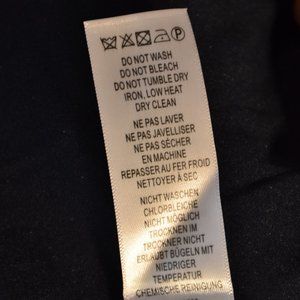 P
DO NOT WASH
DO NOT BLEACH
DO NOT TUMBLE DRY
IRON, LOW HEAT
DRY CLEAN
NE PAS LAVER
NE PAS JAVELLISER
NE PAS SÈCHER
EN MACHINE
REPASSER AU FER FROID
NETTOYER À SEC
NICHT WASCHEN
CHLORBLEICHE
NICHT MÖGLICH
TROCKNEN IM
TROCKNER NICHT
ERLAUBT BÜGELN MIT
NIEDRIGER
TEMPERATUR
CHEMISCHE REINIGUNG